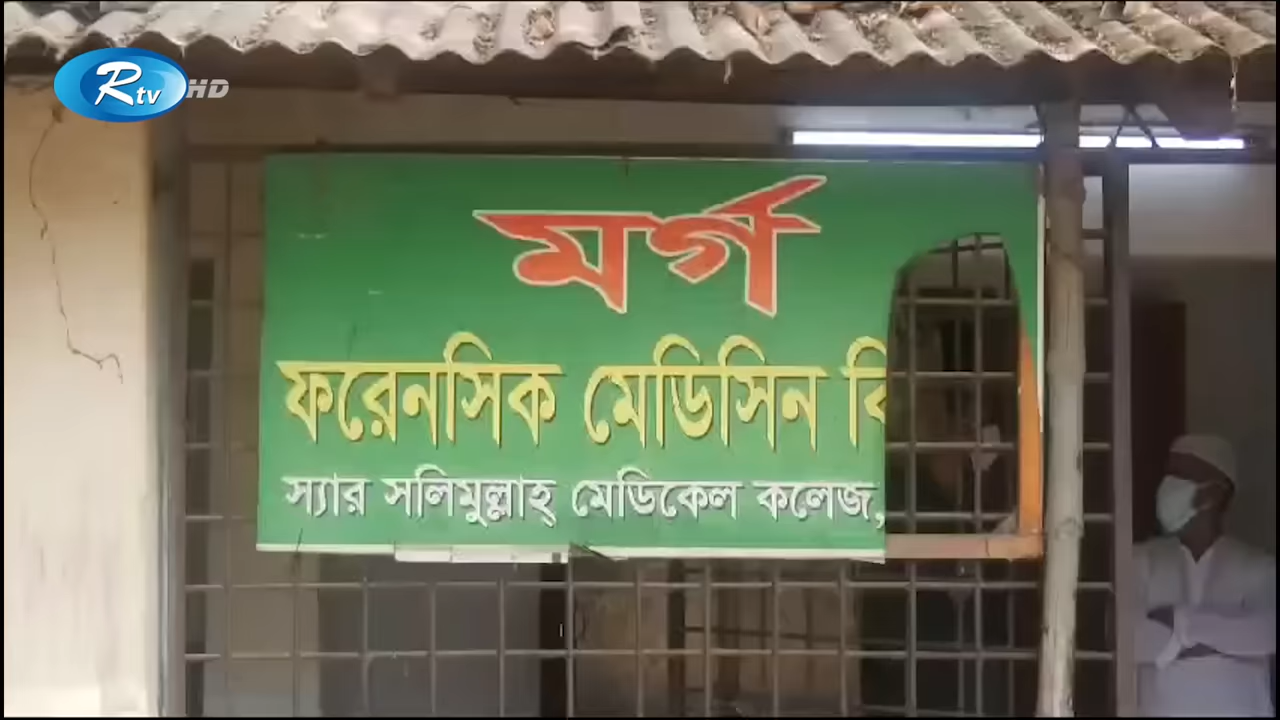 Rtv HD
মর্গ
ফরেনসিক মেডিসিন বি
স্যার সলিমুল্লাহ্ মেডিকেল কলেজ,